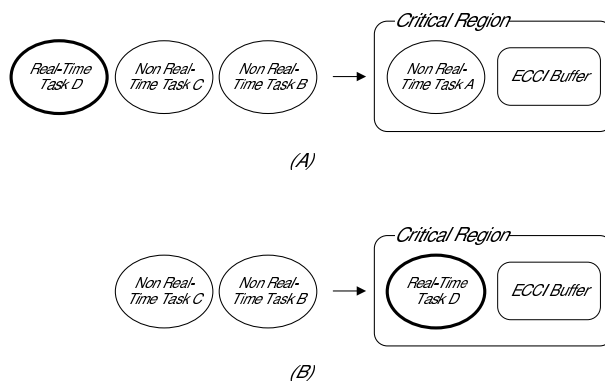 Critical Region
Real-Time
Task D
Non Real-
Time Task C
Non Real-
Time Task B
Non Real-
Time Task A
ECCI Buffer
(A)
Critical Region
Non Real-
Time Task C
Non Real-
Time Task B
Real-Time
Task D
ECCI Buffer
(B)